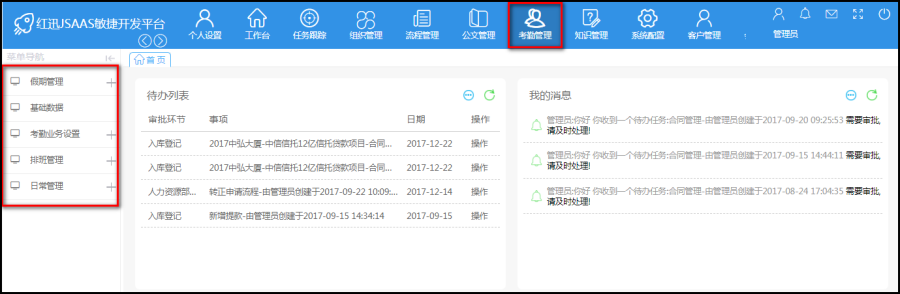 红迅JSAAS敏捷开发平台
个人设置 工作台 任务跟踪 组织管理 流程管理 公文管理 考勤管理 知识管理 系统配置 客户管理 管理员
菜单导航
首页
假期管理
基础数据
考勤业务设置
排班管理
日常管理
待办列表
审批环节 事项 日期 操作
入库登记 2017中弘大厦-中信信托12亿信托贷款项目-合同... 2017-12-22 操作
入库登记 2017中弘大厦-中信信托12亿信托贷款项目-合同... 2017-12-22 操作
人力资源部... 转正申请流程-由管理员创建于2017-09-22 10:09:... 2017-12-14 操作
入库登记 新增提款-由管理员创建于2017-09-15 14:34:14 2017-09-15 操作
我的消息
管理员:你好 你收到一个待办任务:合同管理-由管理员创建于2017-09-20 09:25:53 需要审批,
请及时处理!
管理员:你好 你收到一个待办任务:合同管理-由管理员创建于2017-09-15 14:44:11 需要审批,
请及时处理!
管理员:你好 你收到一个待办任务:合同管理-由管理员创建于2017-08-24 17:04:35 需要审批,
请及时处理!